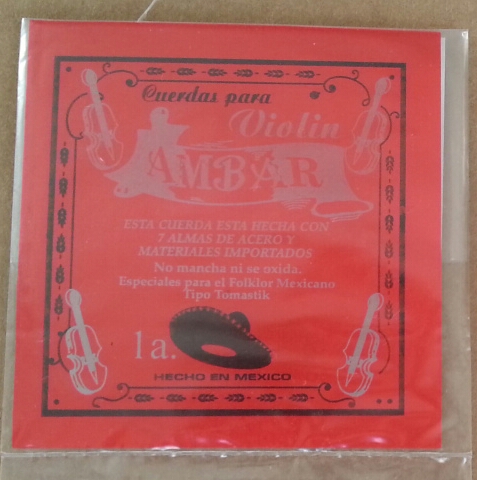 Cuerdas para
Violin
AMBAR
ESTA CUERDA ESTA HECHA CON
7 ALMAS DE ACERO Y
MATERIALES IMPORTADOS
No mancha ni se oxida.
Especiales para el Folklor Mexicano
Tipo Tomastik
1a.
HECHO EN MEXICO